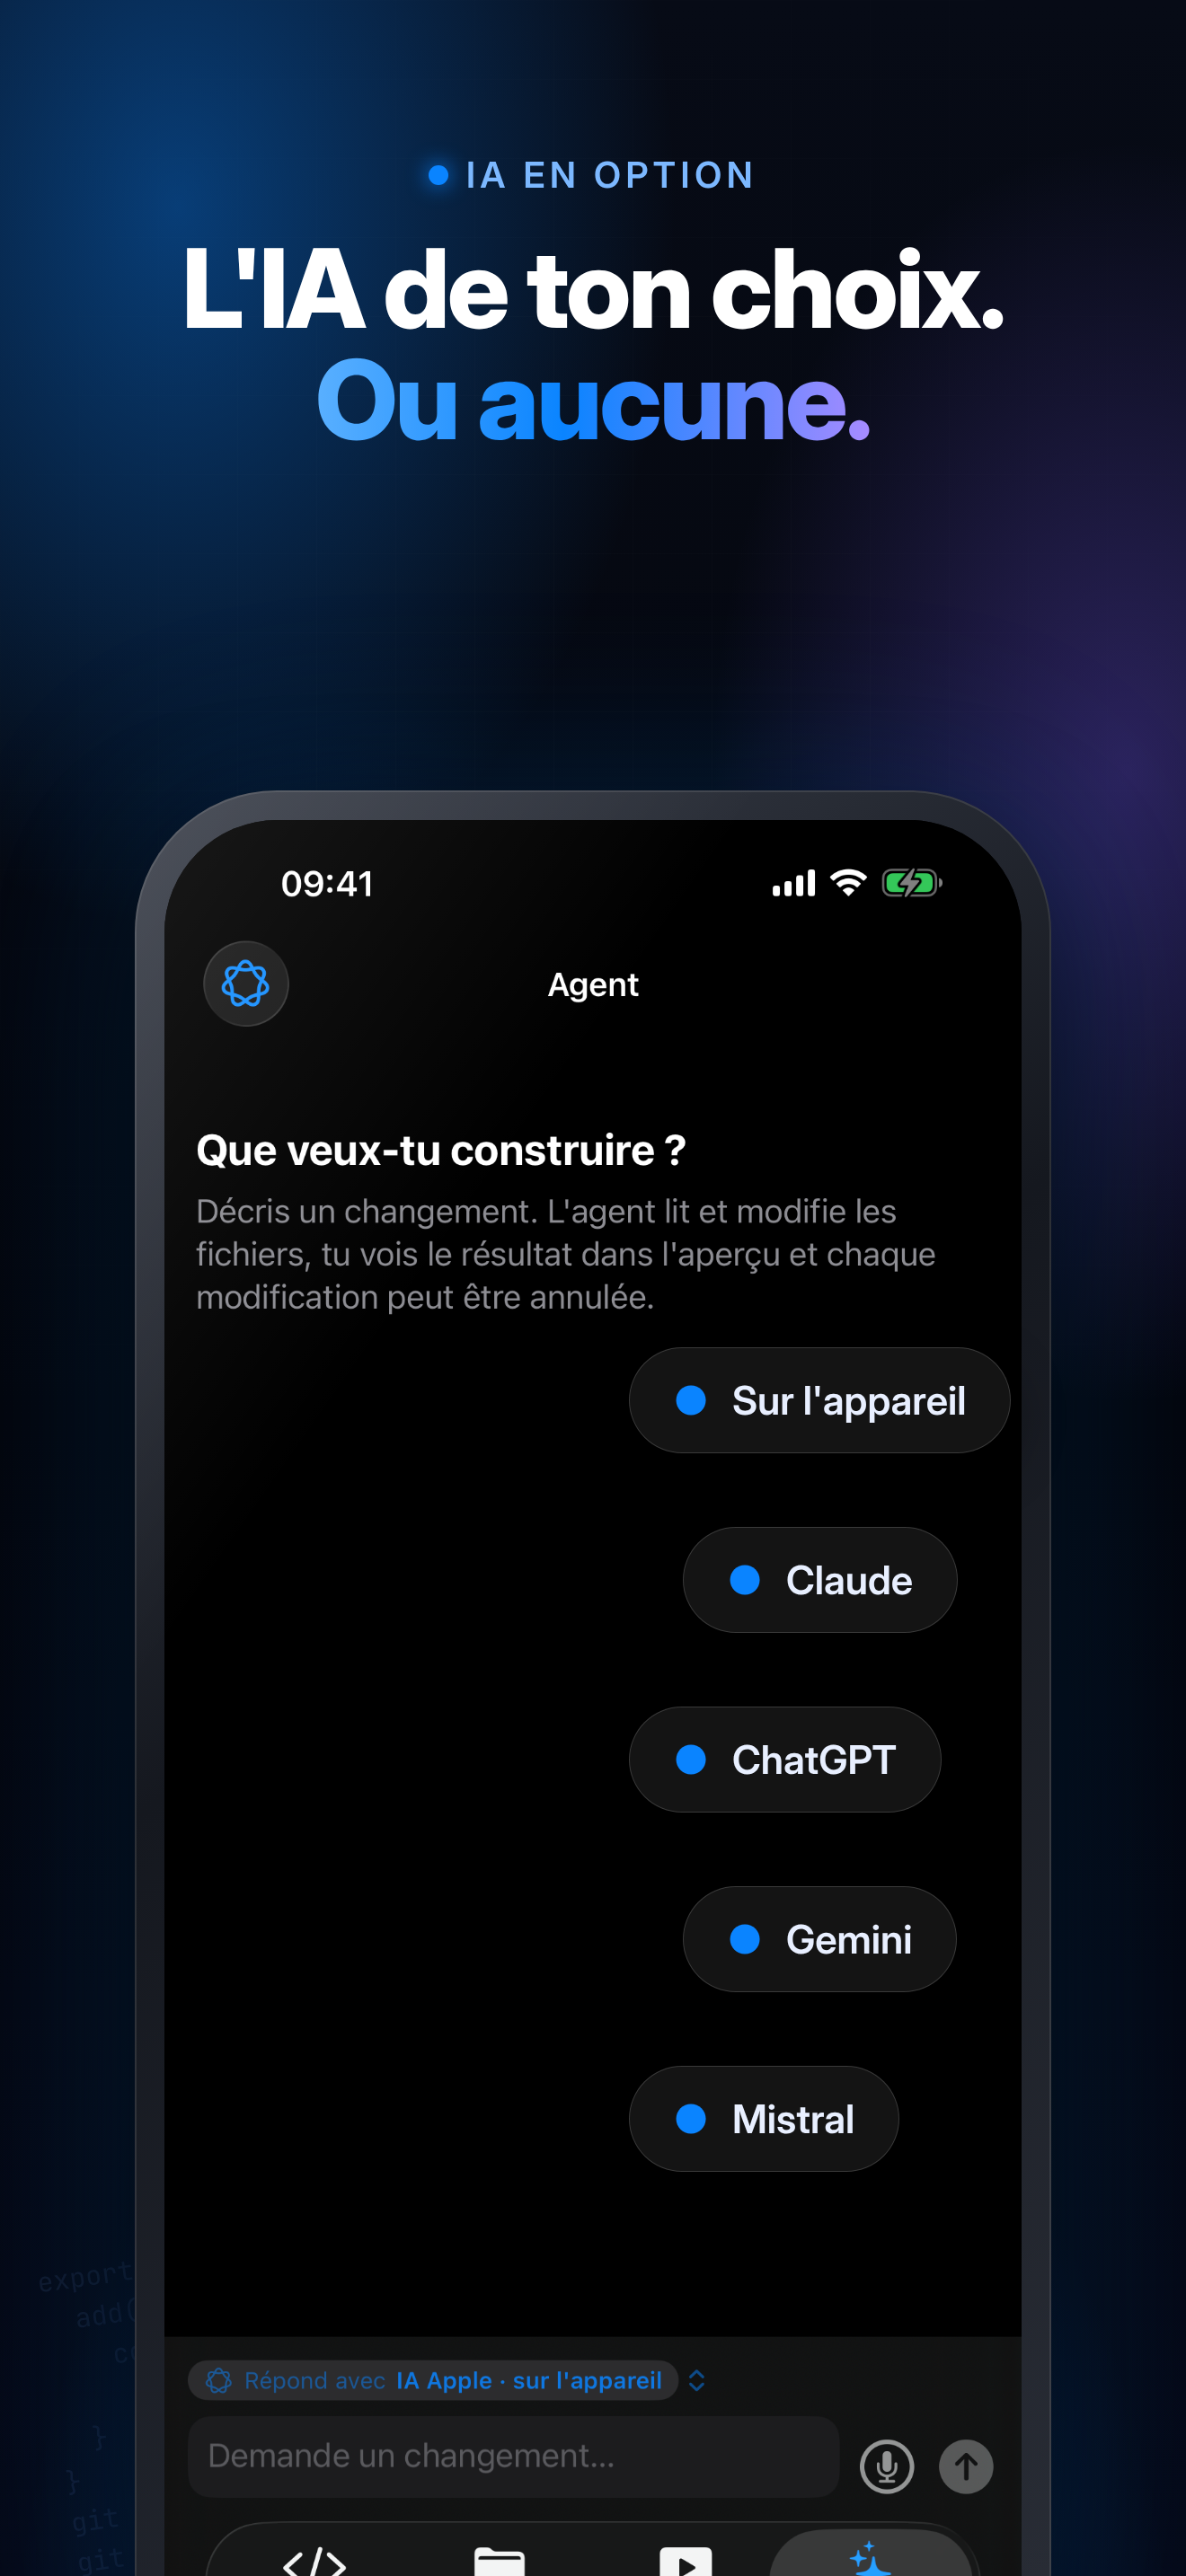 IA EN OPTION
L'IA de ton choix.
Ou aucune.
09:41
Agent
Que veux-tu construire ?
Décris un changement. L'agent lit et modifie les
fichiers, tu vois le résultat dans l'aperçu et chaque
modification peut être annulée.
Sur l'appareil
Claude
ChatGPT
Gemini
Mistral
export
add(
}
}
git
git
Répond avec IA Apple · sur l'appareil
Demande un changement...